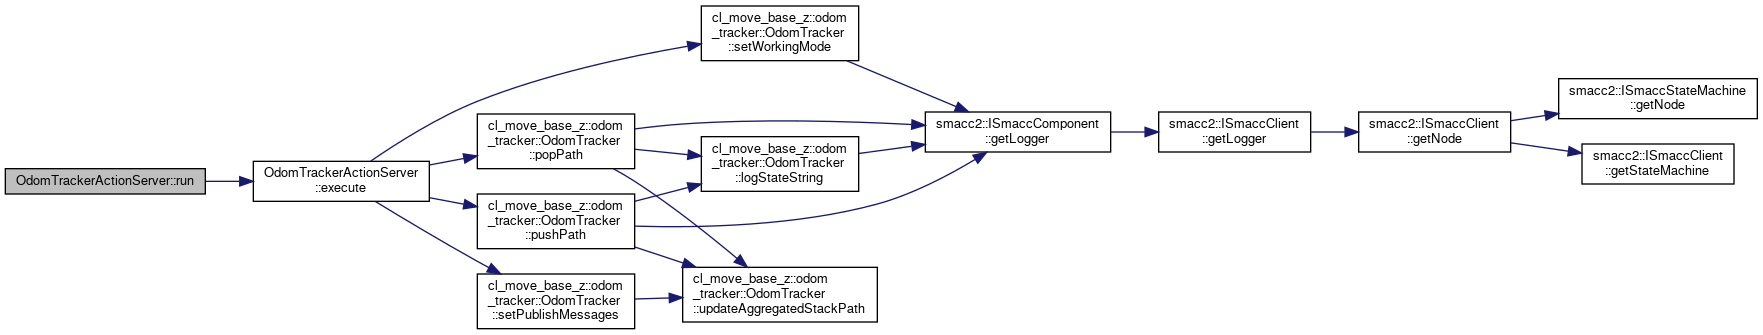 OdomTrackerActionServer::run
OdomTrackerActionServer
::execute
cl_move_base_z::odom
_tracker::OdomTracker
::setWorkingMode
cl_move_base_z::odom
_tracker::OdomTracker
::popPath
cl_move_base_z::odom
_tracker::OdomTracker
::pushPath
cl_move_base_z::odom
_tracker::OdomTracker
::setPublishMessages
cl_move_base_z::odom
_tracker::OdomTracker
::logStateString
cl_move_base_z::odom
_tracker::OdomTracker
::updateAggregatedStackPath
smacc2::ISmaccComponent
::getLogger
smacc2::ISmaccClient
::getLogger
smacc2::ISmaccClient
::getNode
smacc2::ISmaccStateMachine
::getNode
smacc2::ISmaccClient
::getStateMachine